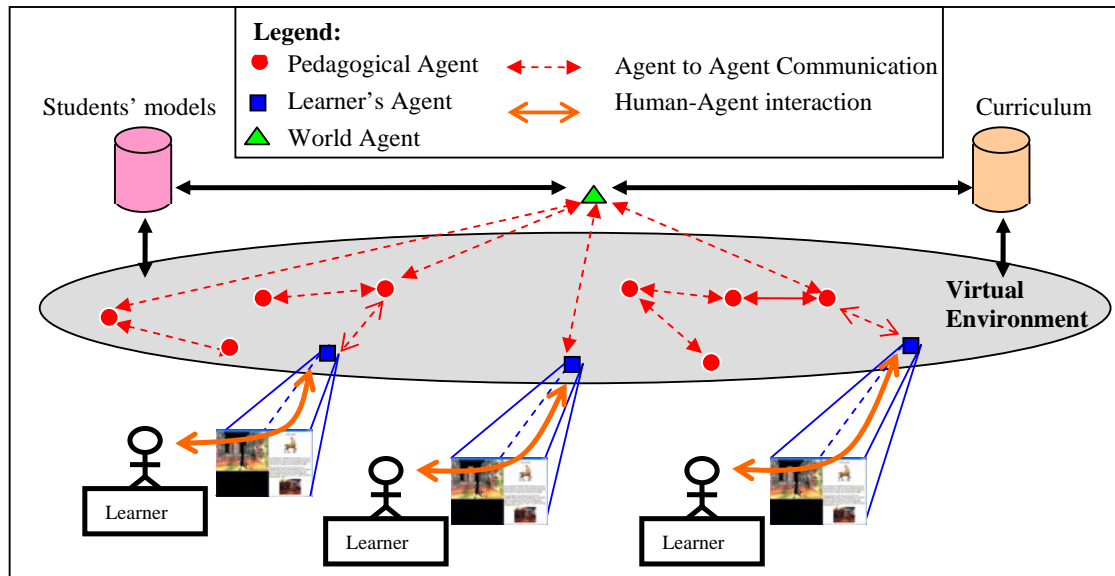 Legend:
Pedagogical Agent
Agent to Agent Communication
Learner’s Agent
Human-Agent interaction
World Agent
Students’ models
Curriculum
Virtual
Environment
Learner
Learner
Learner